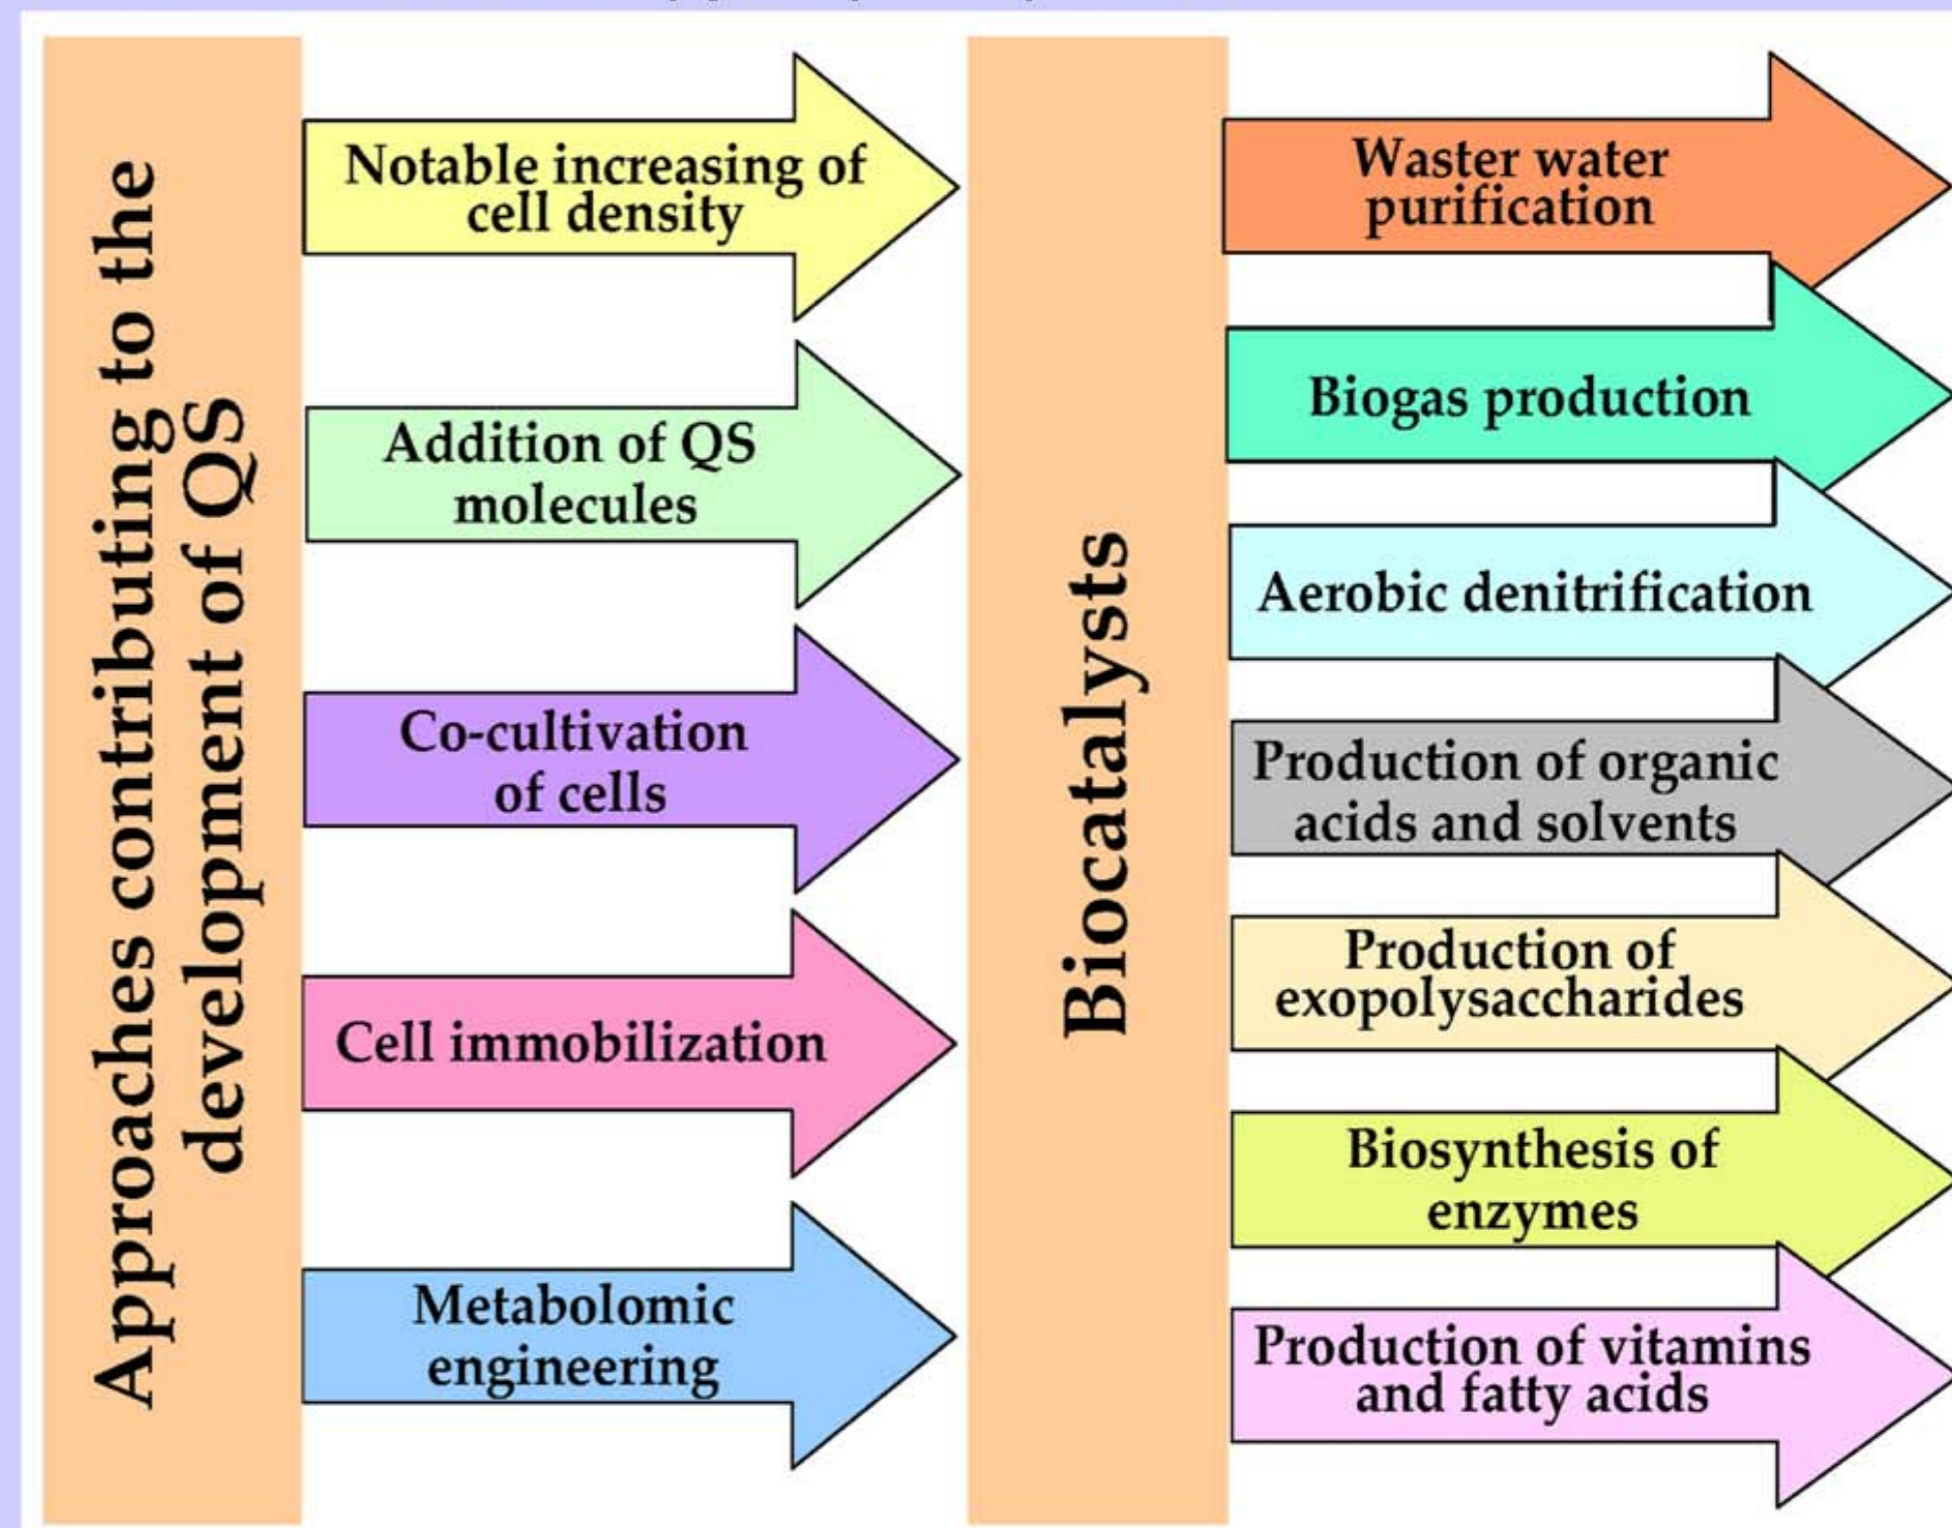 Approaches contributing to the
development of QS
Notable increasing of
cell density
Addition of QS
molecules
Co-cultivation
of cells
Cell immobilization
Metabolomic
engineering
Biocatalysts
Waster water
purification
Biogas production
Aerobic denitrification
Production of organic
acids and solvents
Production of
exopolysaccharides
Biosynthesis of
enzymes
Production of vitamins
and fatty acids